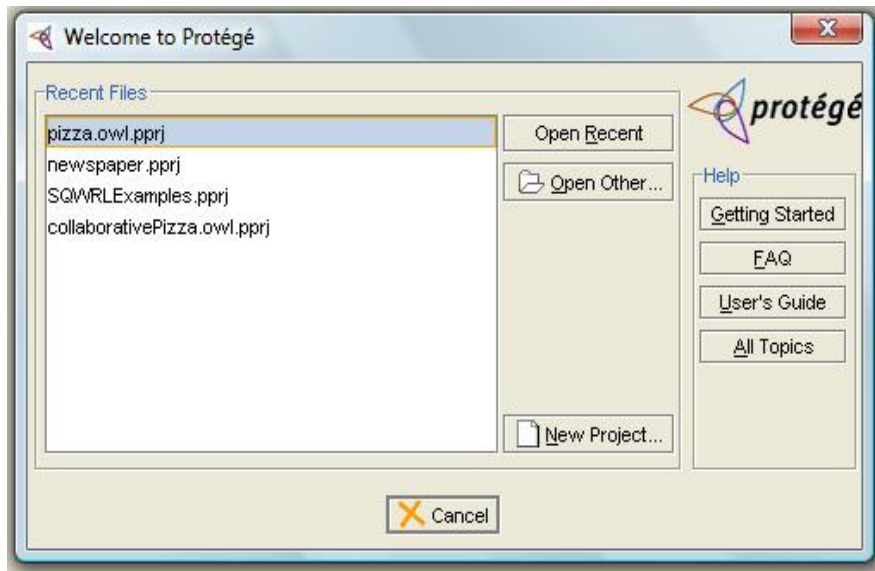 Welcome to Protégé
Recent Files
pizza.owl.pprj
newspaper.pprj
SQWRLExamples.pprj
collaborativePizza.owl.pprj
Open Recent
Open Other...
New Project...
protégé
Help
Getting Started
FAQ
User's Guide
All Topics
Cancel